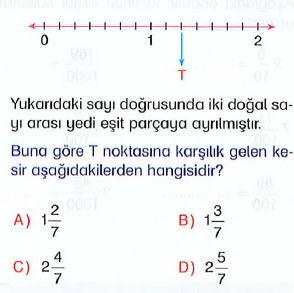 0 1 2
T
Yukarıdaki sayı doğrusunda iki doğal sa-
yı arası yedi eşit parçaya ayrılmıştır.
Buna göre T noktasına karşılık gelen ke-
sir aşağıdakilerden hangisidir?
A) 1 2/7 B) 1 3/7
C) 2 4/7 D) 2 5/7